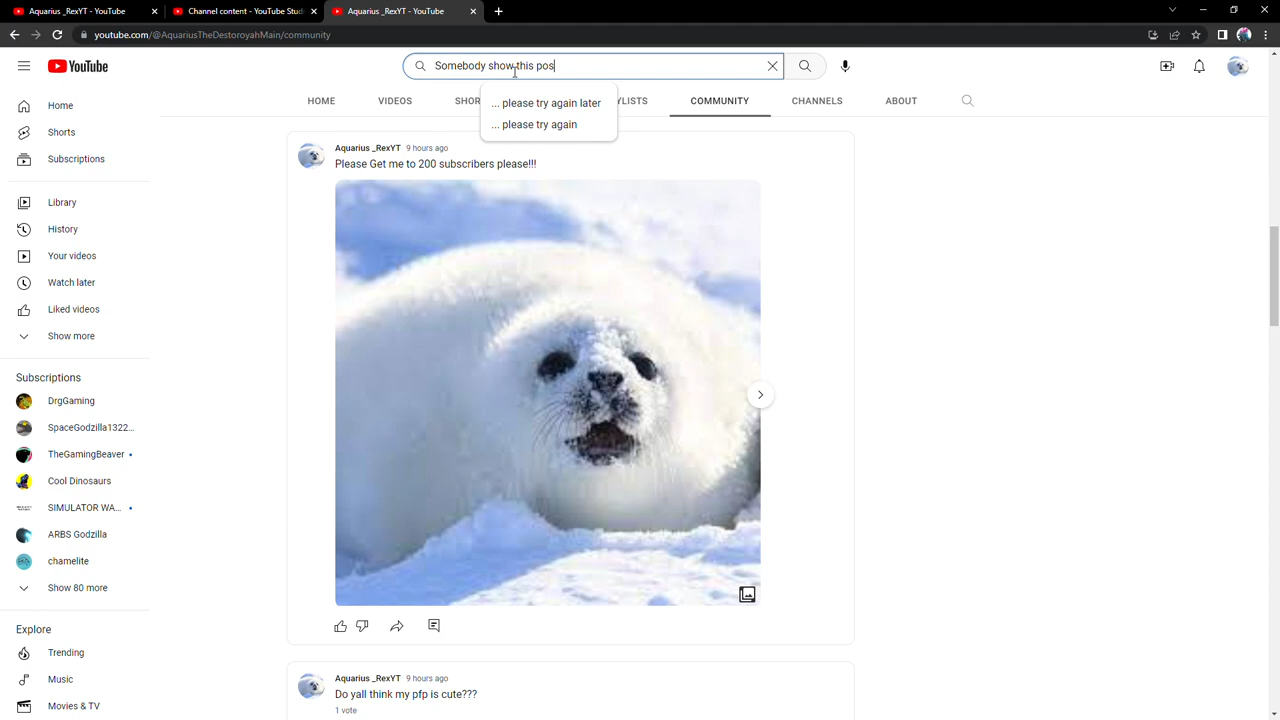 Aquarius _RexYT - YouTube
Channel content - YouTube Stud
Aquarius _RexYT - YouTube
youtube.com/@AquariusTheDestoroyahMain/community
YouTube
Somebody show this pos
... please try again later
... please try again
HOME
VIDEOS
SHOR
YLISTS
COMMUNITY
CHANNELS
ABOUT
Home
Shorts
Subscriptions
Library
History
Your videos
Watch later
Liked videos
Show more
Subscriptions
DrgGaming
SpaceGodzilla1322...
TheGamingBeaver
Cool Dinosaurs
SIMULATOR WA...
ARBS Godzilla
chamelite
Show 80 more
Explore
Trending
Music
Movies & TV
Aquarius _RexYT 9 hours ago
Please Get me to 200 subscribers please!!!
Aquarius _RexYT 9 hours ago
Do yall think my pfp is cute???
1 vote